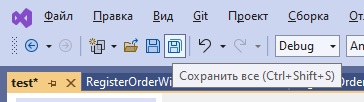 Файл Правка Вид Git Проект Сборка
Debug
test* RegisterOrderWi
Сохранить все (Ctrl+Shift+S)